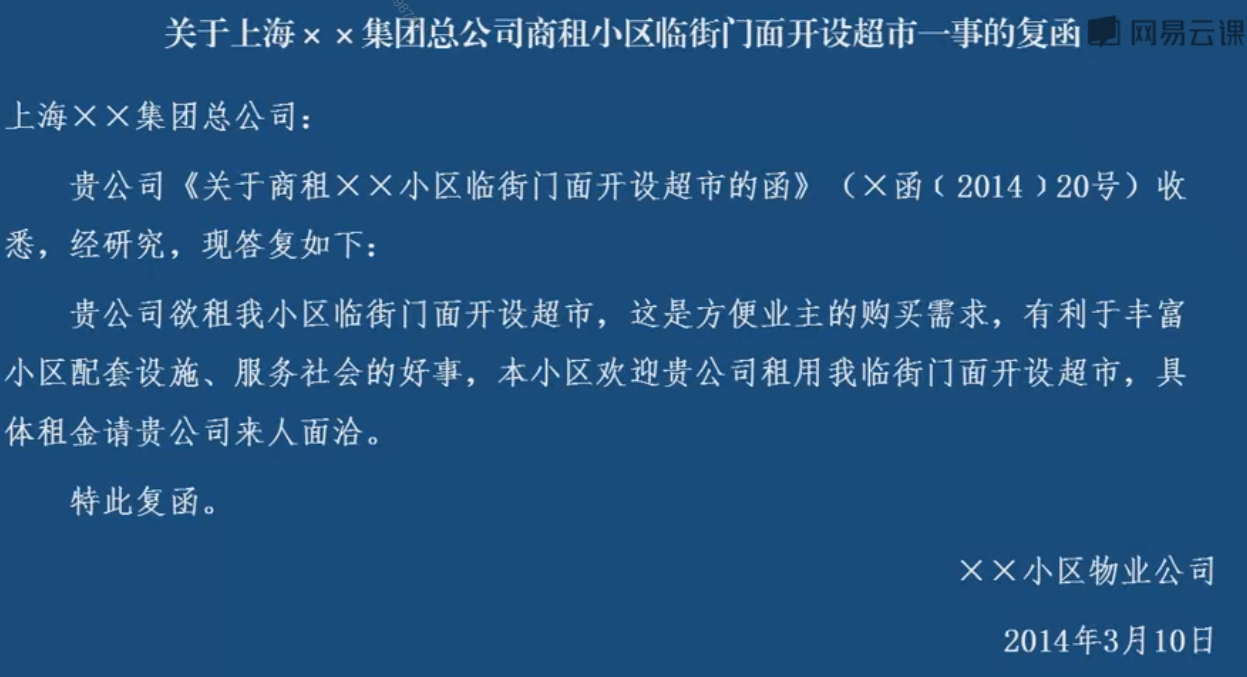 关于上海××集团总公司商租小区临街门面开设超市一事的复函
网易云课
上海××集团总公司：
贵公司《关于商租××小区临街门面开设超市的函》（×函﹝2014﹞20号）收
悉，经研究，现答复如下：
贵公司欲租我小区临街门面开设超市，这是方便业主的购买需求，有利于丰富
小区配套设施、服务社会的好事，本小区欢迎贵公司租用我临街门面开设超市，具
体租金请贵公司来人面洽。
特此复函。
××小区物业公司
2014年3月10日